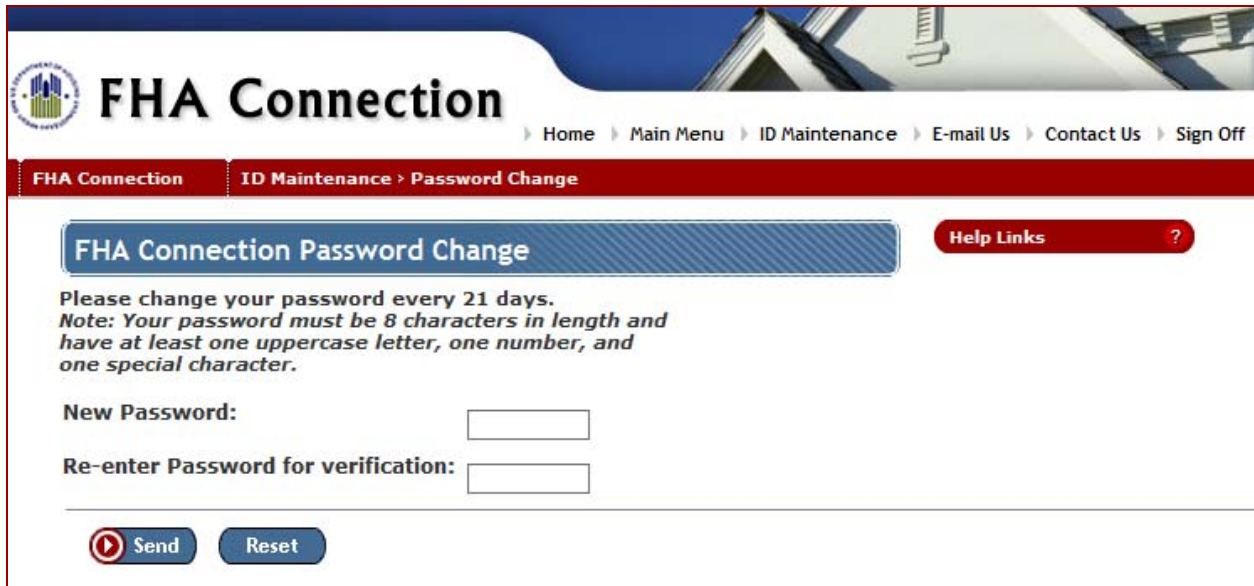 FHA Connection
Home Main Menu ID Maintenance E-mail Us Contact Us Sign Off
FHA Connection ID Maintenance > Password Change
FHA Connection Password Change
Help Links ?
Please change your password every 21 days.
Note: Your password must be 8 characters in length and
have at least one uppercase letter, one number, and
one special character.
New Password:
Re-enter Password for verification:
Send Reset